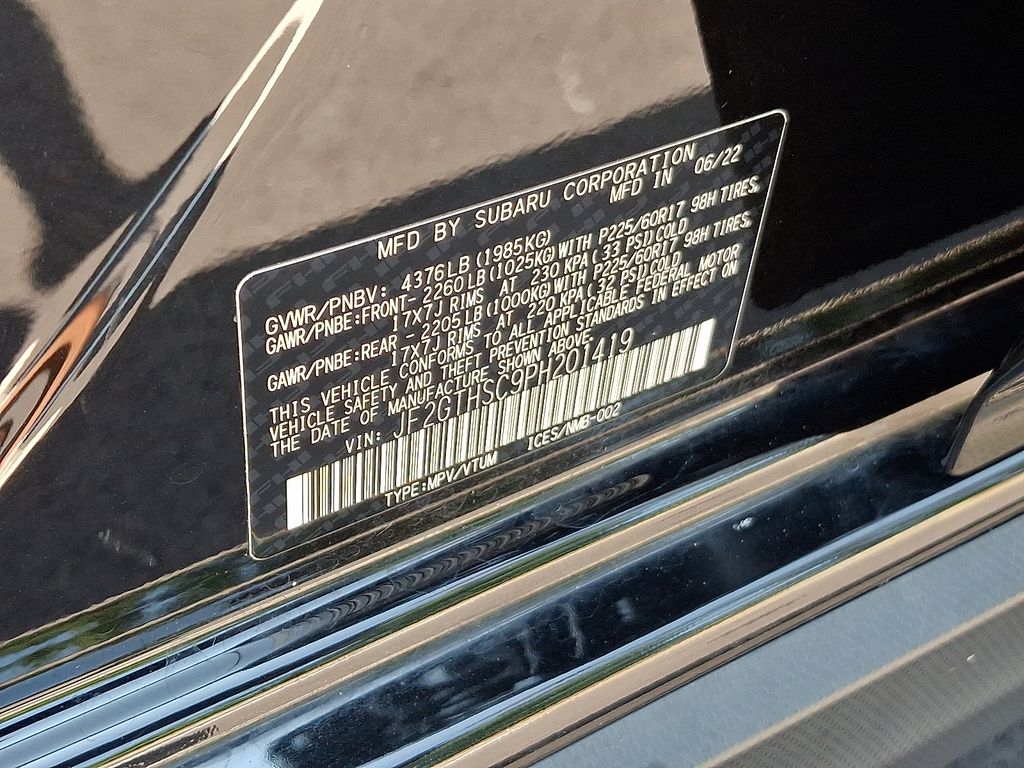 MFD BY SUBARU CORPORATION
MFD IN 06/22
GVWR/PNBV: 4376LB(1985KG)
GAWR/PNBE:FRONT-2260LB(1025KG)WITH P225/60R17 98H TIRES,
17x7J RIMS AT 230 KPA(33 PSI)COLD
GAWR/PNBE:REAR -2205LB(1000KG)WITH P225/60R17 98H TIRES,
17x7J RIMS AT 220 KPA(32 PSI)COLD
THIS VEHICLE CONFORMS TO ALL APPLICABLE FEDERAL MOTOR
VEHICLE SAFETY AND THEFT PREVENTION STANDARDS IN EFFECT ON
THE DATE OF MANUFACTURE SHOWN ABOVE.
VIN: JF2GTHSC9PH201419
TYPE:MPV/VTUM ICES/NMB-002